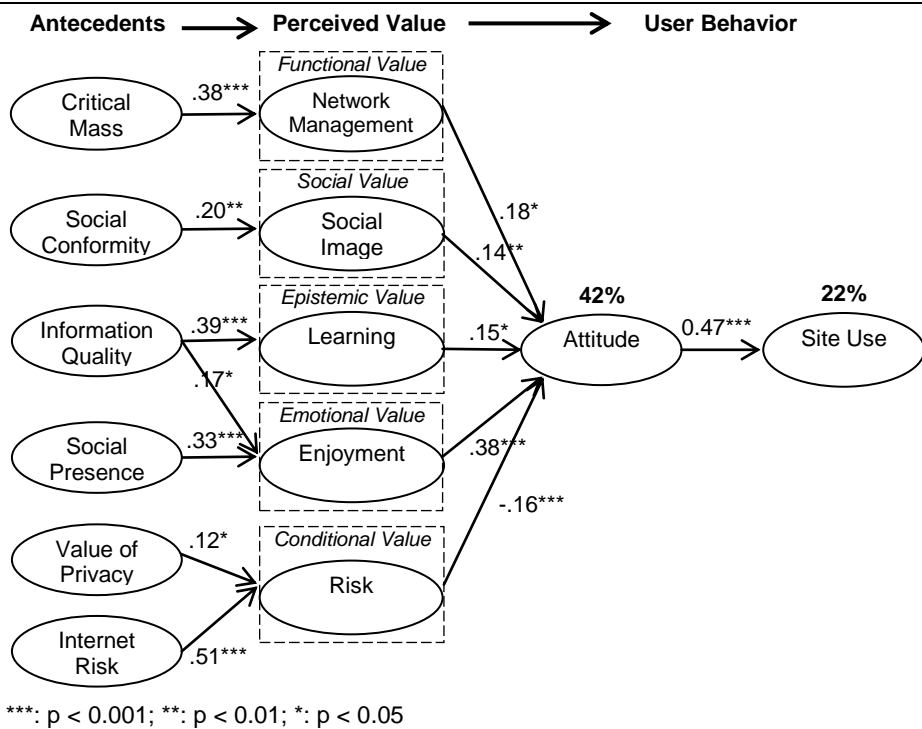 Antecedents
Perceived Value
User Behavior
Functional Value
.38***
Critical
Mass
Network
Management
Social Value
.20**
Social
Conformity
Social
Image
.18*
.14**
Epistemic Value
42%
22%
Information
Quality
.39***
Learning
.15*
Attitude
0.47***
Site Use
.17*
Emotional Value
Social
Presence
.33***
Enjoyment
.38***
-.16***
Value of
Privacy
.12*
Conditional Value
Risk
Internet
Risk
.51***
***: p < 0.001; **: p < 0.01; *: p < 0.05